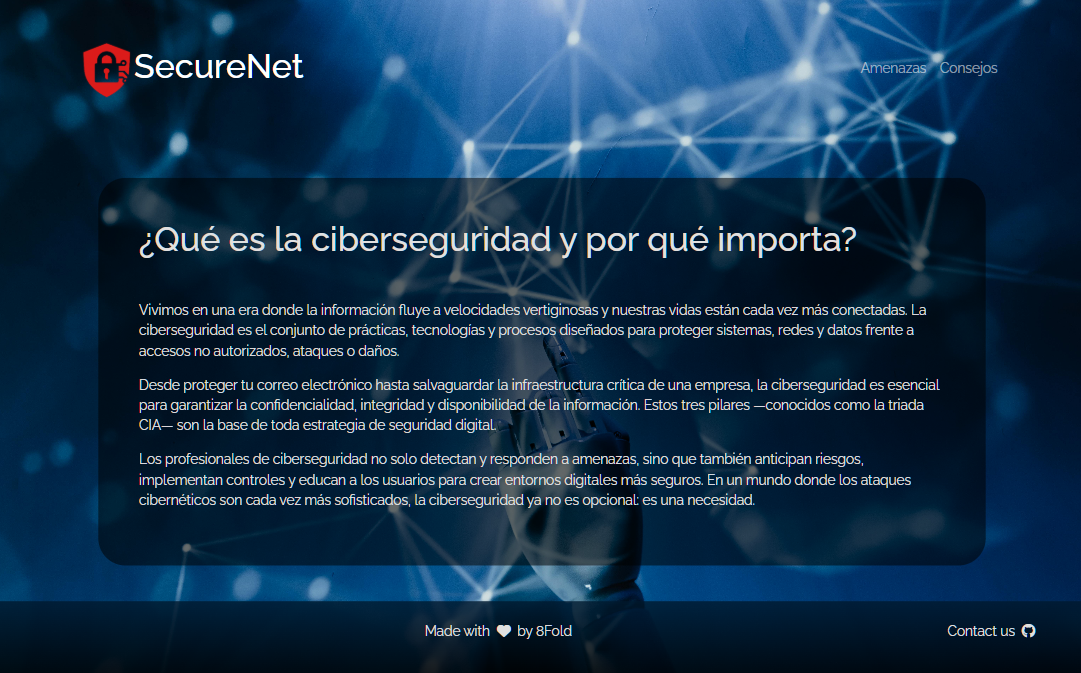 SecureNet
Amenazas Consejos
¿Qué es la ciberseguridad y por qué importa?
Vivimos en una era donde la información fluye a velocidades vertiginosas y nuestras vidas están cada vez más conectadas. La
ciberseguridad es el conjunto de prácticas, tecnologías y procesos diseñados para proteger sistemas, redes y datos frente a
accesos no autorizados, ataques o daños.
Desde proteger tu correo electrónico hasta salvaguardar la infraestructura crítica de una empresa, la ciberseguridad es esencial
para garantizar la confidencialidad, integridad y disponibilidad de la información. Estos tres pilares —conocidos como la triada
CIA— son la base de toda estrategia de seguridad digital.
Los profesionales de ciberseguridad no solo detectan y responden a amenazas, sino que también anticipan riesgos,
implementan controles y educan a los usuarios para crear entornos digitales más seguros. En un mundo donde los ataques
cibernéticos son cada vez más sofisticados, la ciberseguridad ya no es opcional: es una necesidad.
Made with ♥ by 8Fold
Contact us